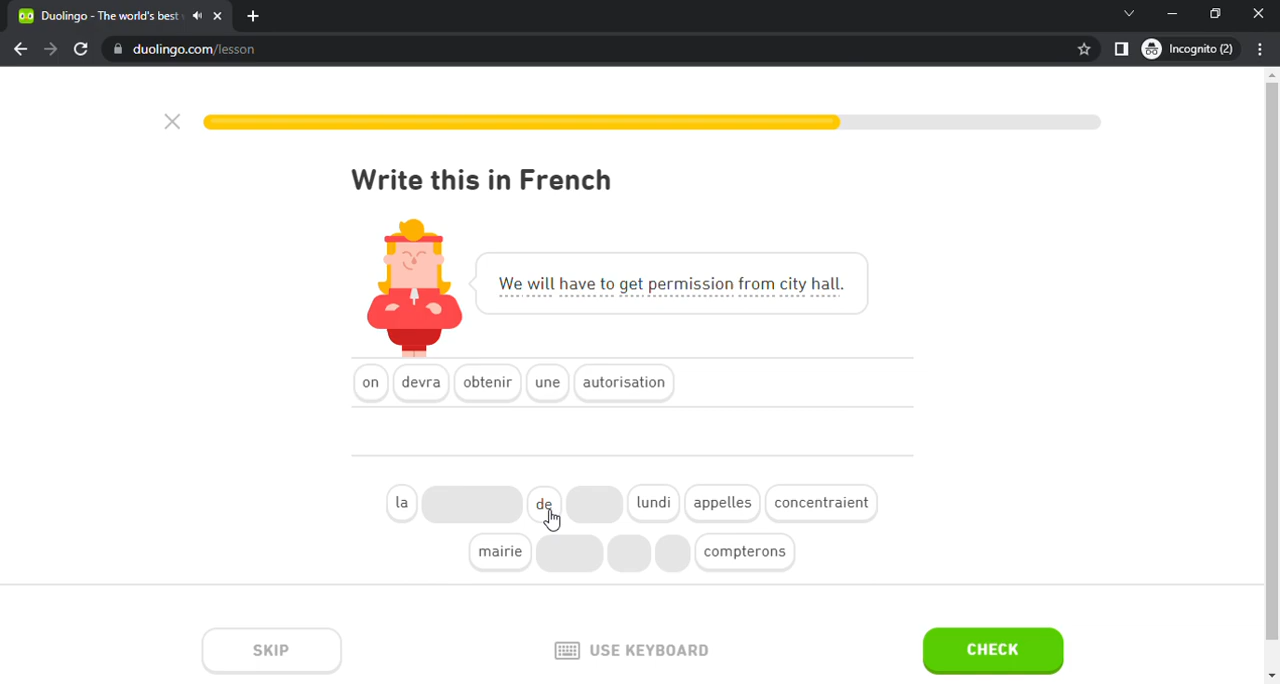 Duolingo - The world's best
duolingo.com/lesson
Incognito (2)
Write this in French
We will have to get permission from city hall.
on devra obtenir une autorisation
la de lundi appelles concentraient
mairie compterons
SKIP
USE KEYBOARD
CHECK